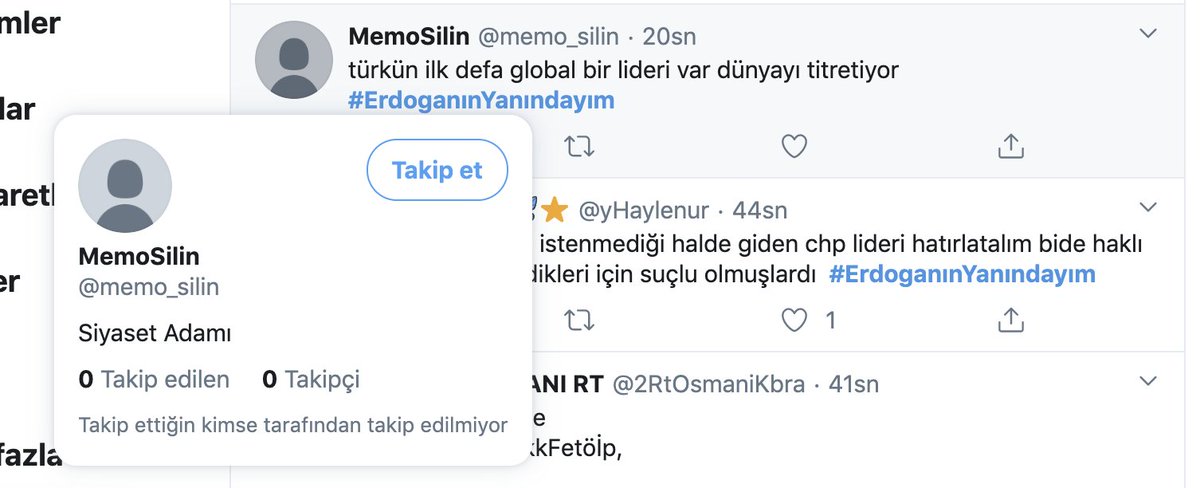 mler
lar
aretl
er
fazla
MemoSilin @memo_silin · 20sn
türkün ilk defa global bir lideri var dünyayı titretiyor
#ErdoganınYanındayım
Takip et
MemoSilin
@memo_silin
Siyaset Adamı
0 Takip edilen 0 Takipçi
Takip ettiğin kimse tarafından takip edilmiyor
@yHaylenur · 44sn
istenmediği halde giden chp lideri hatırlatalım bide haklı
dikleri için suçlu olmuşlardı #ErdoganınYanındayım
1
ANI RT @2RtOsmaniKbra · 41sn
e
kkFetöİp,